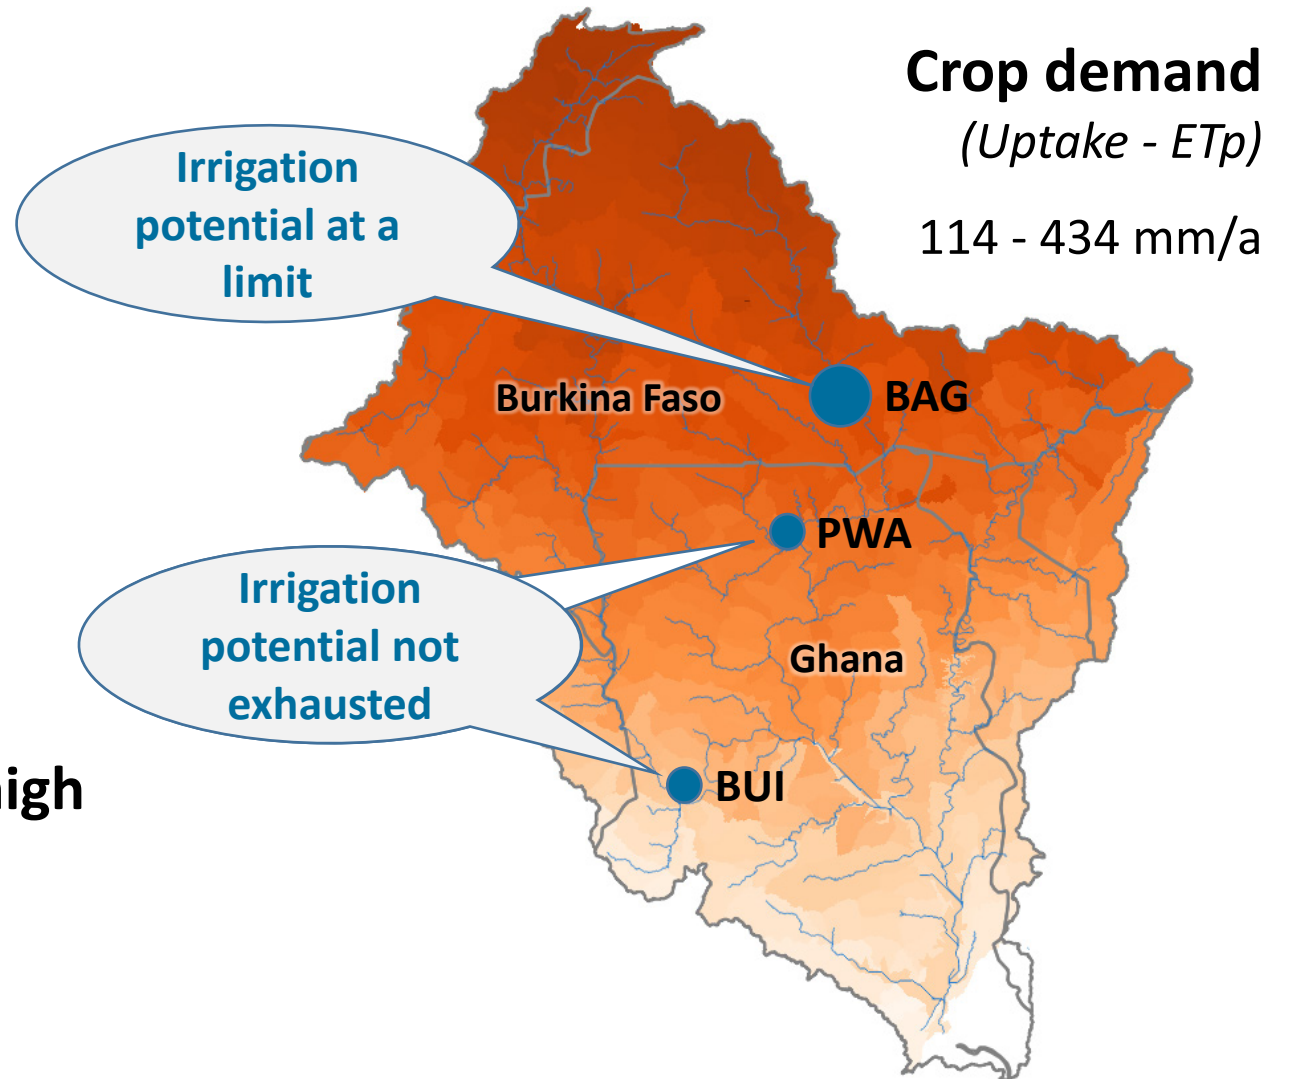 Crop demand
(Uptake - ETp)
114 - 434 mm/a
Irrigation
potential at a
limit
Burkina Faso
BAG
PWA
Irrigation
potential not
exhausted
Ghana
BUI